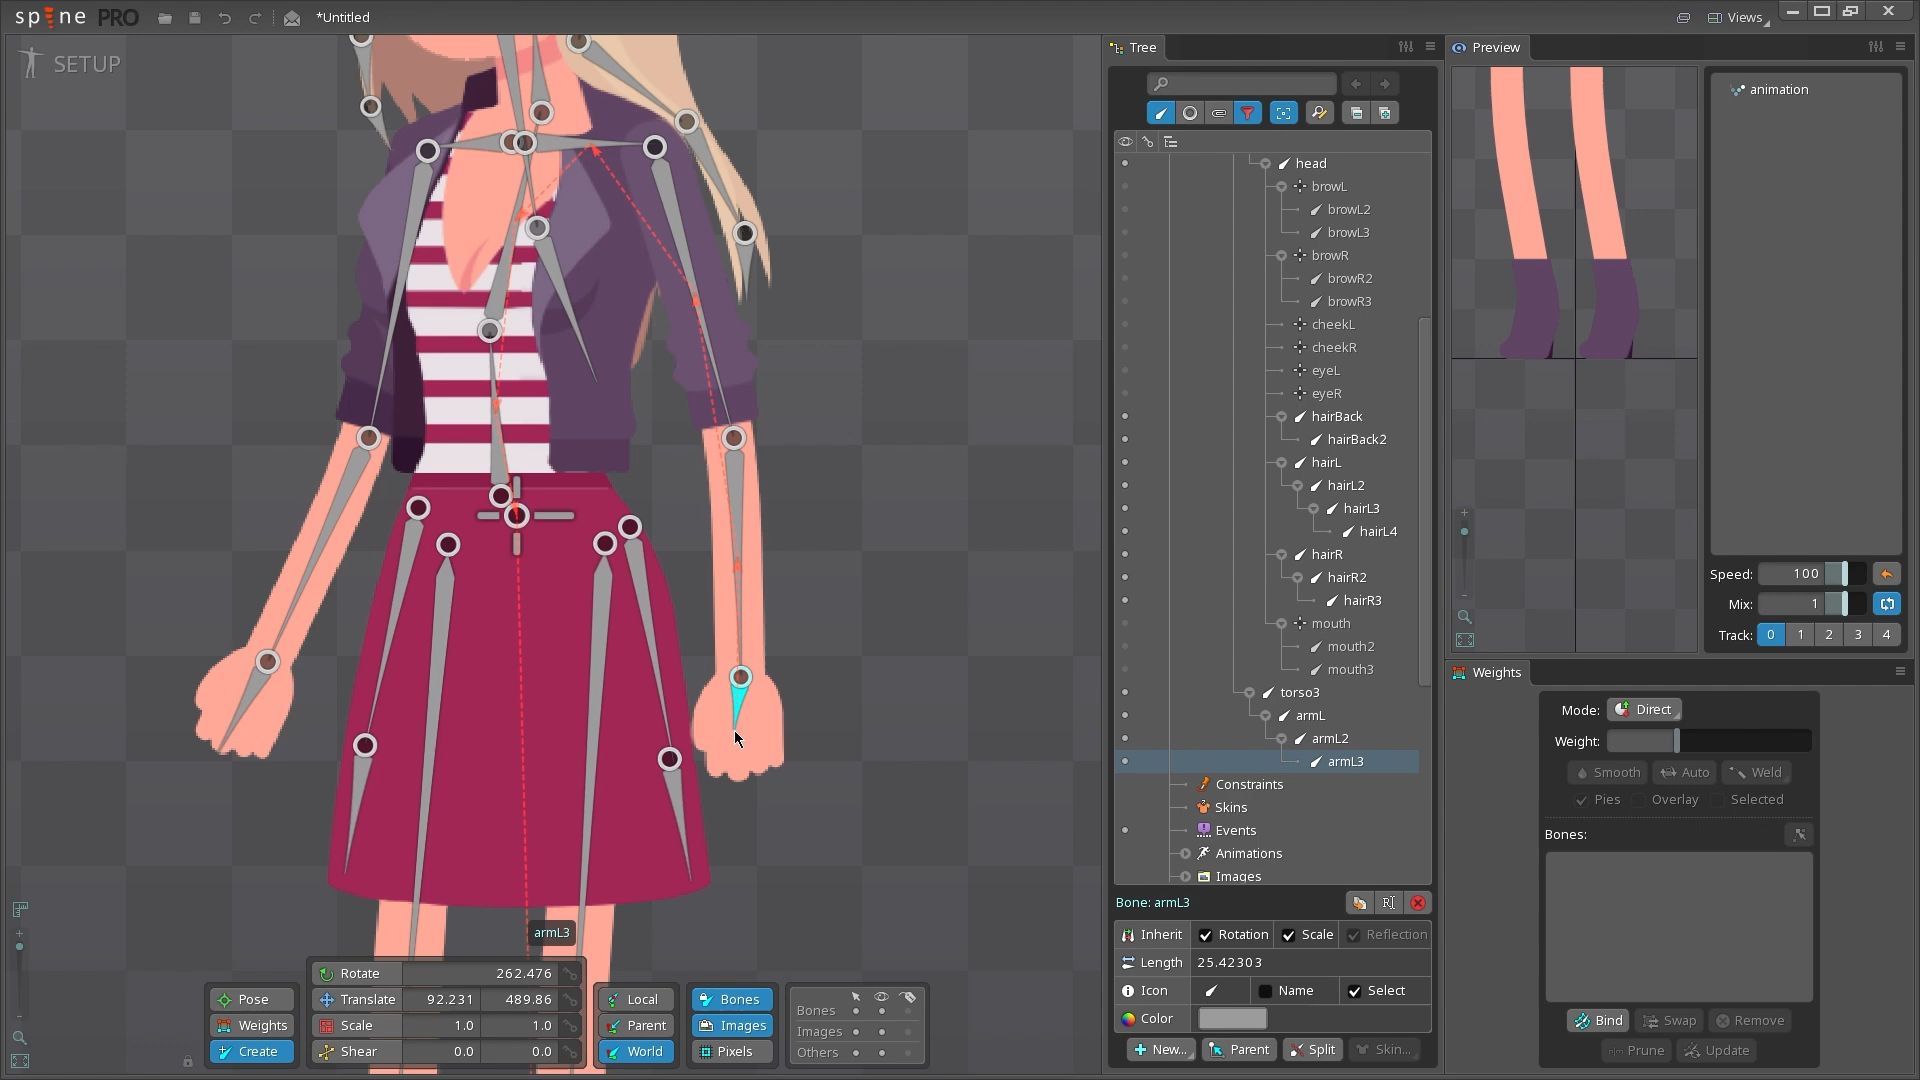 spine PRO
*Untitled
Views
SETUP
Tree
Preview
animation
head
browL
browL2
browL3
browR
browR2
browR3
cheekL
cheekR
eyeL
eyeR
hairBack
hairBack2
hairL
hairL2
hairL3
hairL4
hairR
hairR2
hairR3
mouth
mouth2
mouth3
torso3
armL
armL2
armL3
Constraints
Skins
Events
Animations
Images
Speed: 100
Mix: 1
Track: 0 1 2 3 4
Weights
Mode: Direct
Weight:
Smooth Auto Weld
Pies Overlay Selected
Bones:
Bind Swap Remove
Prune Update
Bone: armL3
Inherit Rotation Scale Reflection
Length 25.42303
Icon Name Select
Color
New... Parent Split Skin...
armL3
Pose
Weights
Create
Rotate 262.476
Translate 92.231 489.86
Scale 1.0 1.0
Shear 0.0 0.0
Local
Parent
World
Bones
Images
Pixels
Bones
Images
Others